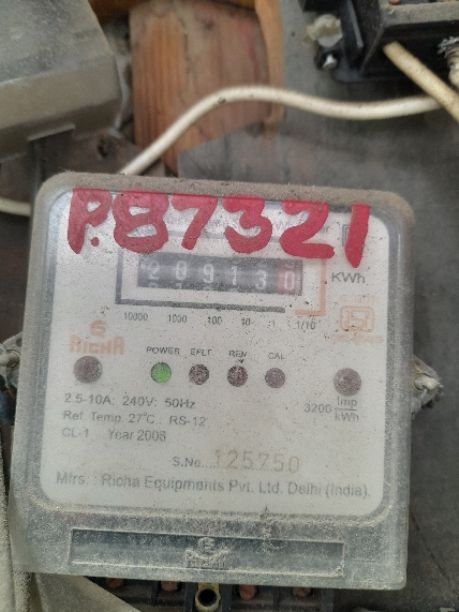 P.87321
209130
KWh
10000 1000 100 10 1 1/10
RICHA
POWER EFLT REV CAL
2.5-10A; 240V; 50Hz
Ref. Temp. 27°C ; RS-12
3200 Imp/kWh
CL-1 Year 2008
S.No. 125750
Mfrs. : Richa Equipments Pvt. Ltd. Delhi (India).